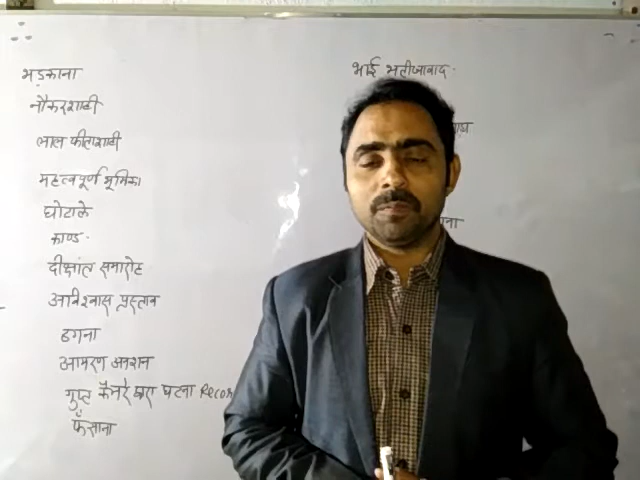 भड़काना
नौकरशाही
लाल फीताशाही
महत्वपूर्ण भूमिका
घोटाले
काण्ड
दीक्षांत समारोह
अविश्वास प्रस्ताव
ठगना
आमरण अनशन
गुप्त कैमरे द्वारा घटना Recor
फँसाना
भाई भतीजावाद